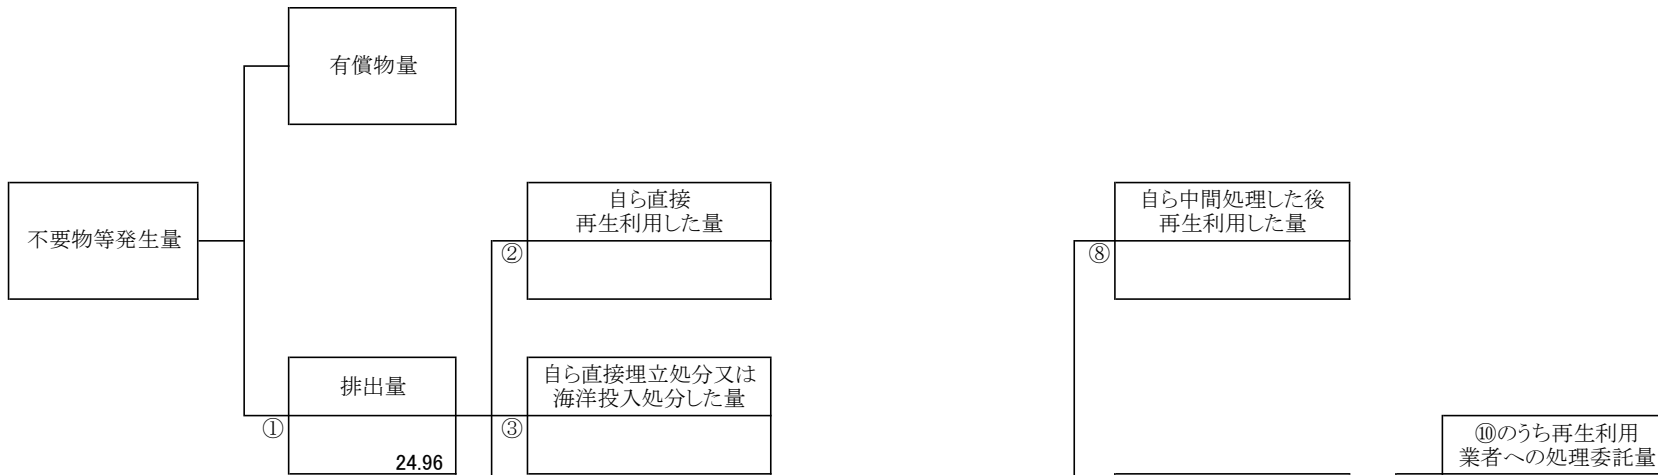 有償物量
不要物等発生量
自ら直接
再生利用した量
②
自ら中間処理した後
再生利用した量
⑧
排出量
①
24.96
自ら直接埋立処分又は
海洋投入処分した量
③
⑩のうち再生利用
業者への処理委託量